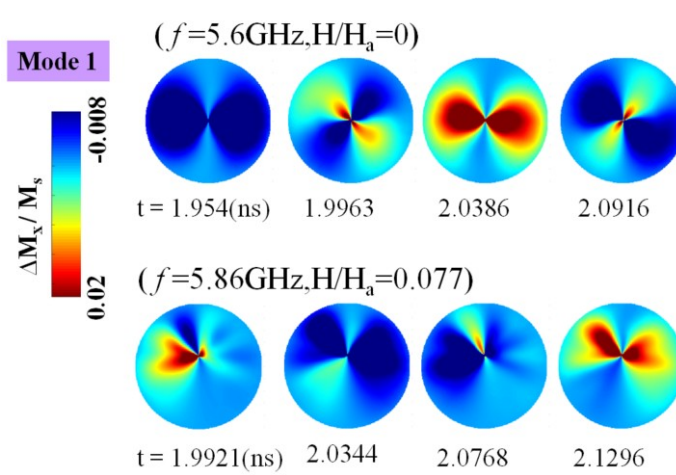 (f=5.6GHz,H/Hₐ=0)
Mode 1
-0.008
ΔMₓ/ Mₛ
0.02
t = 1.954(ns) 1.9963 2.0386 2.0916
(f=5.86GHz,H/Hₐ=0.077)
t = 1.9921(ns) 2.0344 2.0768 2.1296